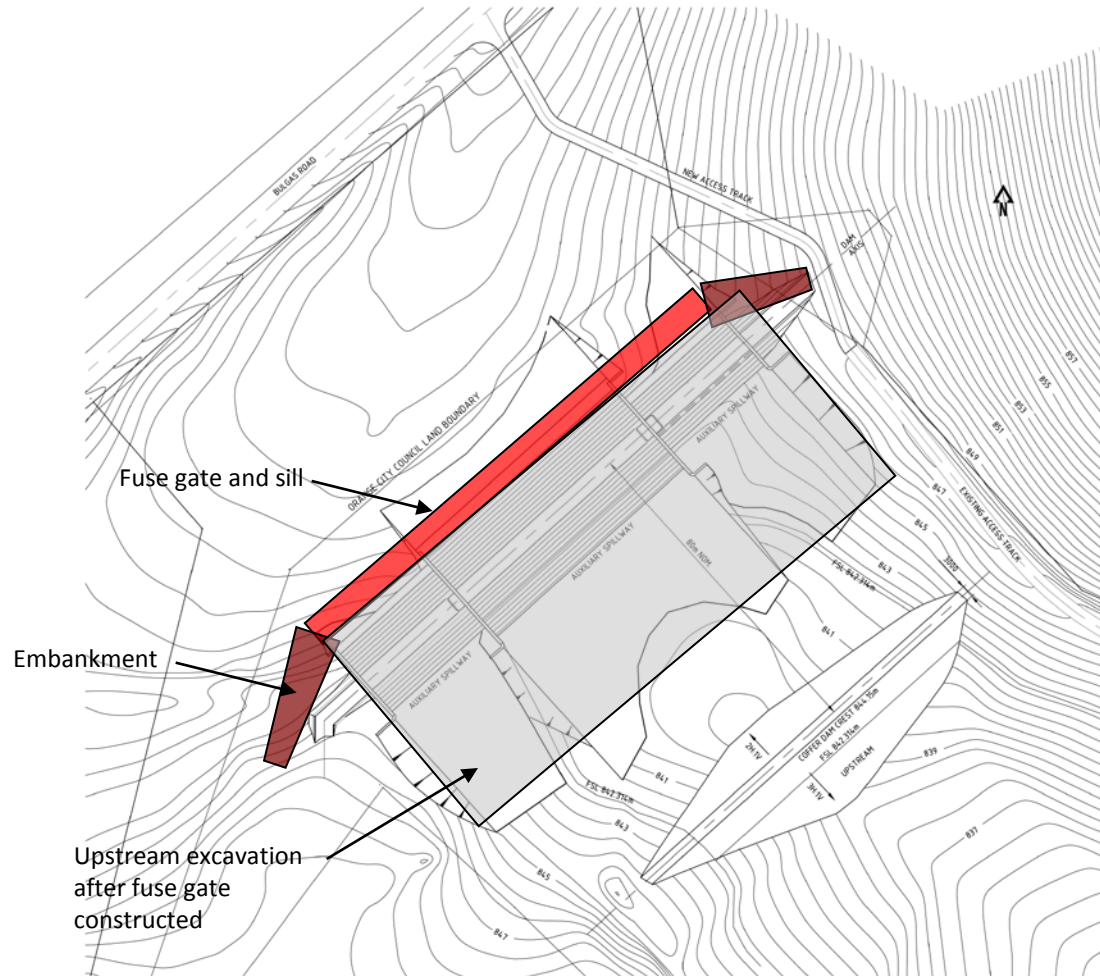 BULGAS ROAD
NEW ACCESS TRACK
N
DAM
AXIS
857
855
853
851
849
847
845
843
841
EXISTING ACCESS TRACK
3000
ORANGE CITY COUNCIL LAND BOUNDARY
Fuse gate and sill
AUXILIARY SPILLWAY
AUXILIARY SPILLWAY
AUXILIARY SPILLWAY
80m NOM
FSL 842.314m
Embankment
COFFER DAM CREST 844.15m
FSL 842.314m
UPSTREAM
2H:1V
3H:1V
839
837
841
FSL 842.314m
843
845
847
Upstream excavation
after fuse gate
constructed